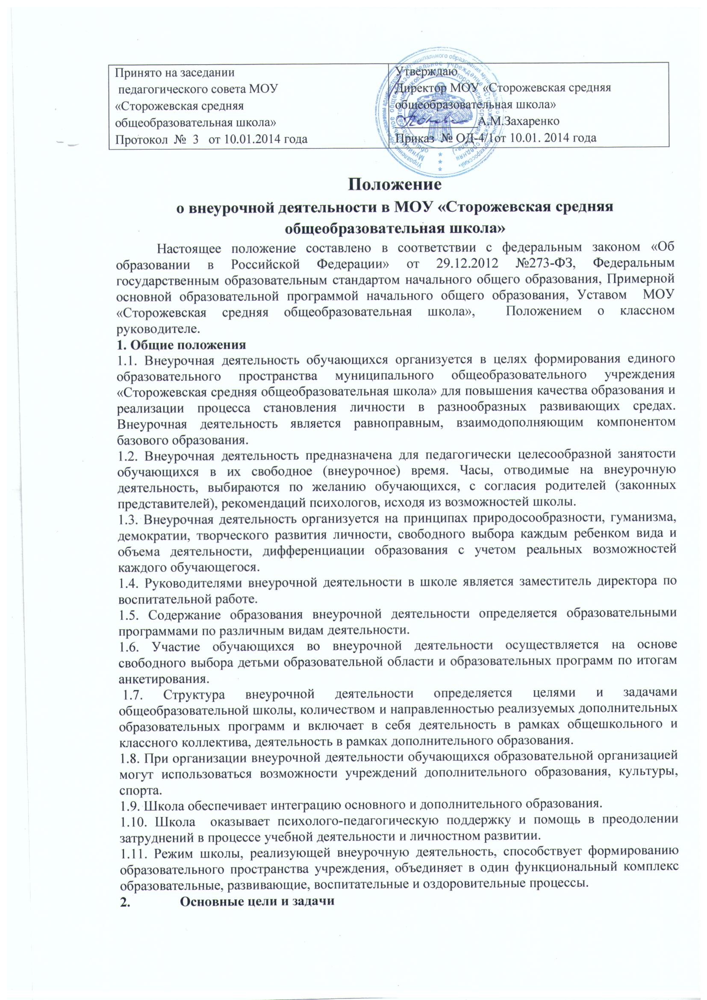 Принято на заседании
педагогического совета МОУ
«Сторожевская средняя
общеобразовательная школа»
Протокол № 3 от 10.01.2014 года
Утверждаю
Директор МОУ «Сторожевская средняя
общеобразовательная школа»
А.М.Захаренко
Приказ № ОД-4/1от 10.01. 2014 года
Положение
о внеурочной деятельности в МОУ «Сторожевская средняя
общеобразовательная школа»
Настоящее положение составлено в соответствии с федеральным законом «Об
образовании в Российской Федерации» от 29.12.2012 №273-ФЗ, Федеральным
государственным образовательным стандартом начального общего образования, Примерной
основной образовательной программой начального общего образования, Уставом МОУ
«Сторожевская средняя общеобразовательная школа», Положением о классном
руководителе.
1. Общие положения
1.1. Внеурочная деятельность обучающихся организуется в целях формирования единого
образовательного пространства муниципального общеобразовательного учреждения
«Сторожевская средняя общеобразовательная школа» для повышения качества образования и
реализации процесса становления личности в разнообразных развивающих средах.
Внеурочная деятельность является равноправным, взаимодополняющим компонентом
базового образования.
1.2. Внеурочная деятельность предназначена для педагогически целесообразной занятости
обучающихся в их свободное (внеурочное) время. Часы, отводимые на внеурочную
деятельность, выбираются по желанию обучающихся, с согласия родителей (законных
представителей), рекомендаций психологов, исходя из возможностей школы.
1.3. Внеурочная деятельность организуется на принципах природосообразности, гуманизма,
демократии, творческого развития личности, свободного выбора каждым ребенком вида и
объема деятельности, дифференциации образования с учетом реальных возможностей
каждого обучающегося.
1.4. Руководителями внеурочной деятельности в школе является заместитель директора по
воспитательной работе.
1.5. Содержание образования внеурочной деятельности определяется образовательными
программами по различным видам деятельности.
1.6. Участие обучающихся во внеурочной деятельности осуществляется на основе
свободного выбора детьми образовательной области и образовательных программ по итогам
анкетирования.
1.7. Структура внеурочной деятельности определяется целями и задачами
общеобразовательной школы, количеством и направленностью реализуемых дополнительных
образовательных программ и включает в себя деятельность в рамках общешкольного и
классного коллектива, деятельность в рамках дополнительного образования.
1.8. При организации внеурочной деятельности обучающихся образовательной организацией
могут использоваться возможности учреждений дополнительного образования, культуры,
спорта.
1.9. Школа обеспечивает интеграцию основного и дополнительного образования.
1.10. Школа оказывает психолого-педагогическую поддержку и помощь в преодолении
затруднений в процессе учебной деятельности и личностном развитии.
1.11. Режим школы, реализующей внеурочную деятельность, способствует формированию
образовательного пространства учреждения, объединяет в один функциональный комплекс
образовательные, развивающие, воспитательные и оздоровительные процессы.
2. Основные цели и задачи